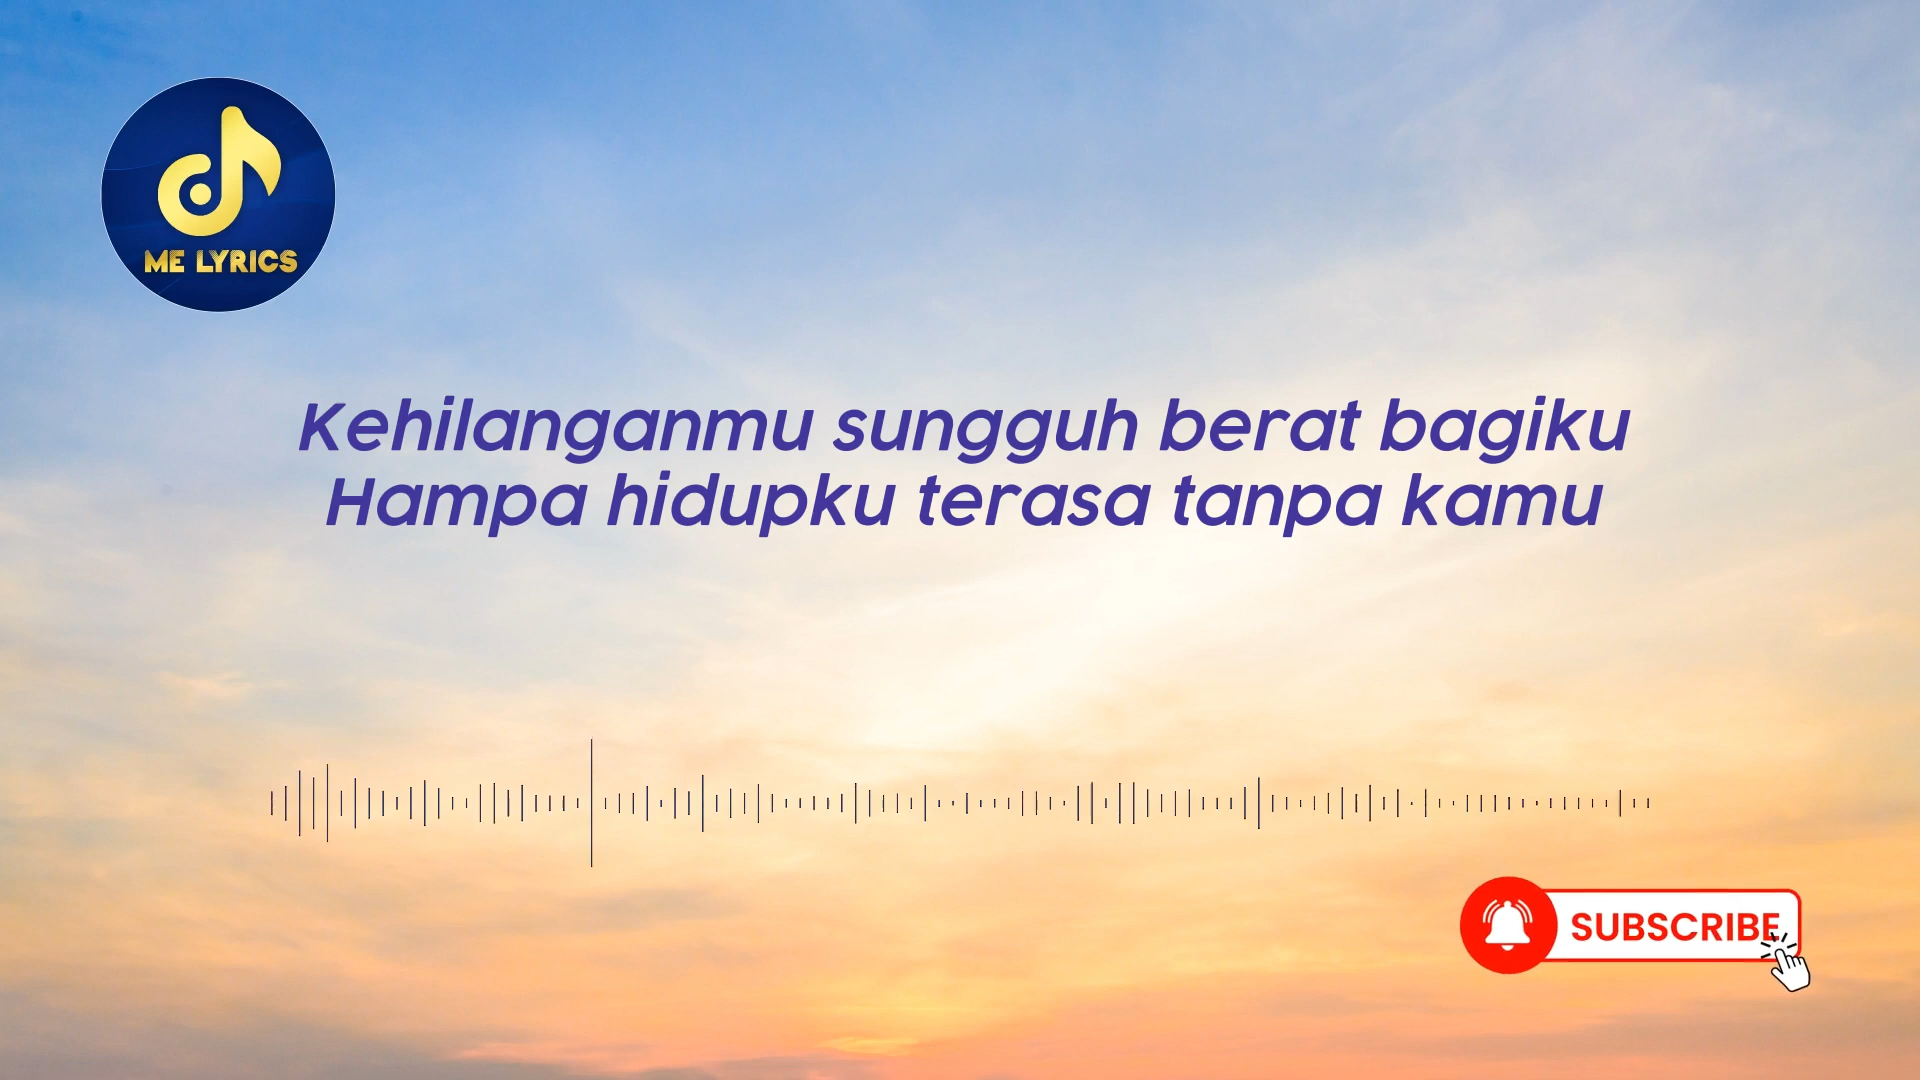 ME LYRICS
Kehilanganmu sungguh berat bagiku
Hampa hidupku terasa tanpa kamu
SUBSCRIBE